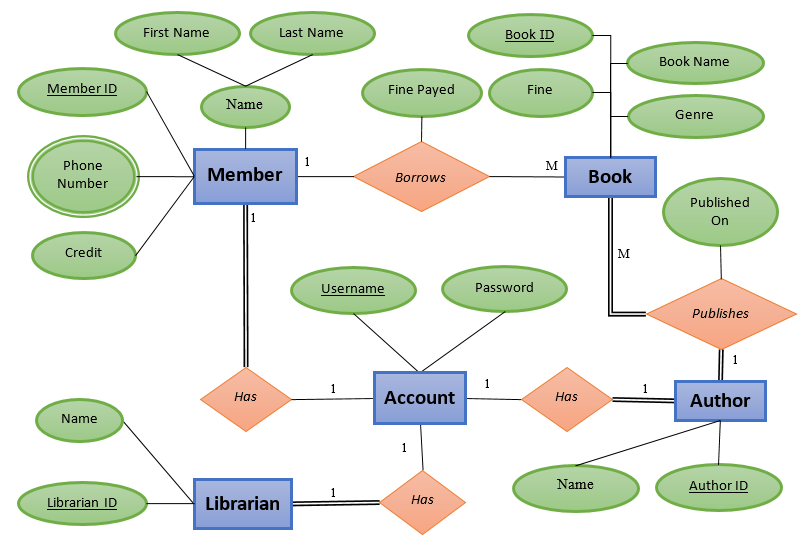 First Name
Last Name
Book ID
Book Name
Member ID
Name
Fine Payed
Fine
Genre
Phone
Number
Member
1
Borrows
M
Book
Published
On
1
M
Credit
Username
Password
Publishes
1
Has
1
Account
1
Has
1
Author
Name
1
Name
Author ID
Librarian ID
Librarian
1
Has